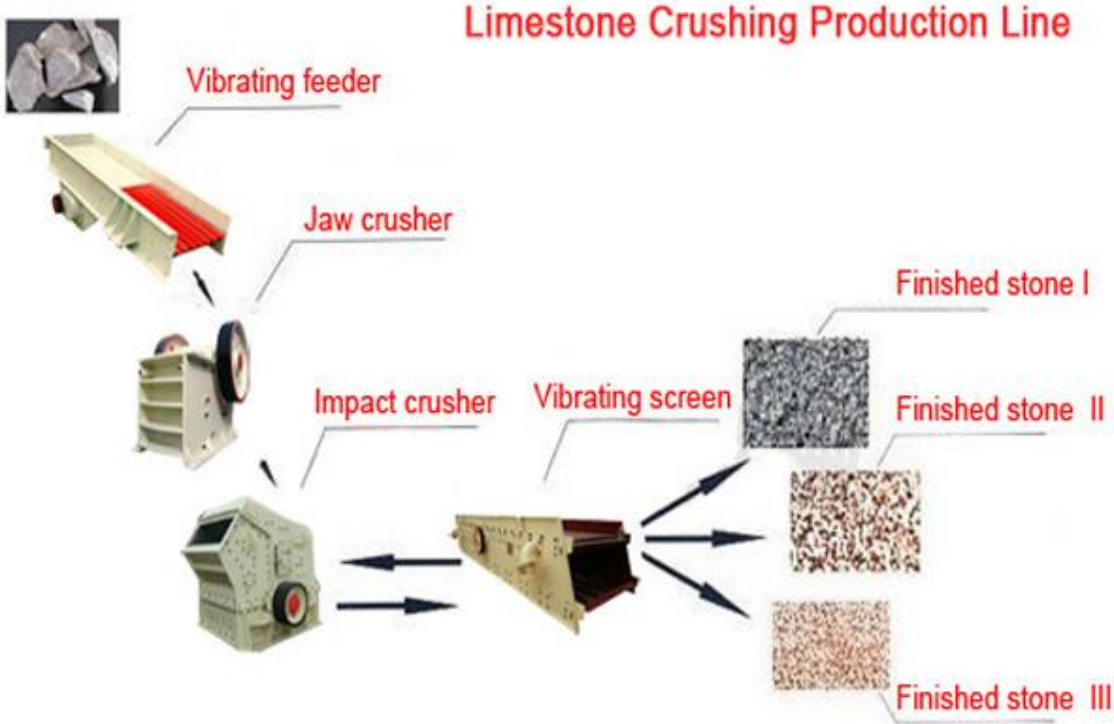 Limestone Crushing Production Line
Vibrating feeder
Jaw crusher
Impact crusher
Vibrating screen
Finished stone I
Finished stone II
Finished stone III